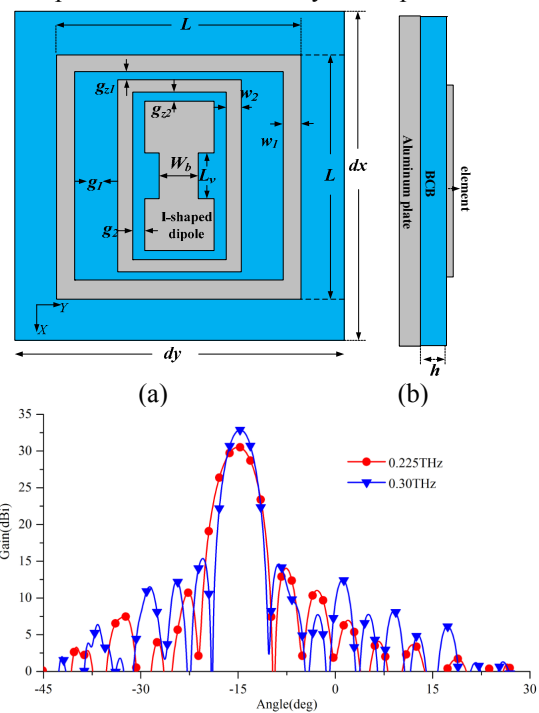 L
g_z1
w_2
g_z2
w_1
dx
W_b
L_v
L
g_1
I-shaped
dipole
g_2
Y
X
dy
Aluminum plate
BCB
element
h
(a)
(b)
35
30
25
20
15
10
5
0
Gain(dBi)
0.225THz
0.30THz
-45
-30
-15
0
15
30
Angle(deg)